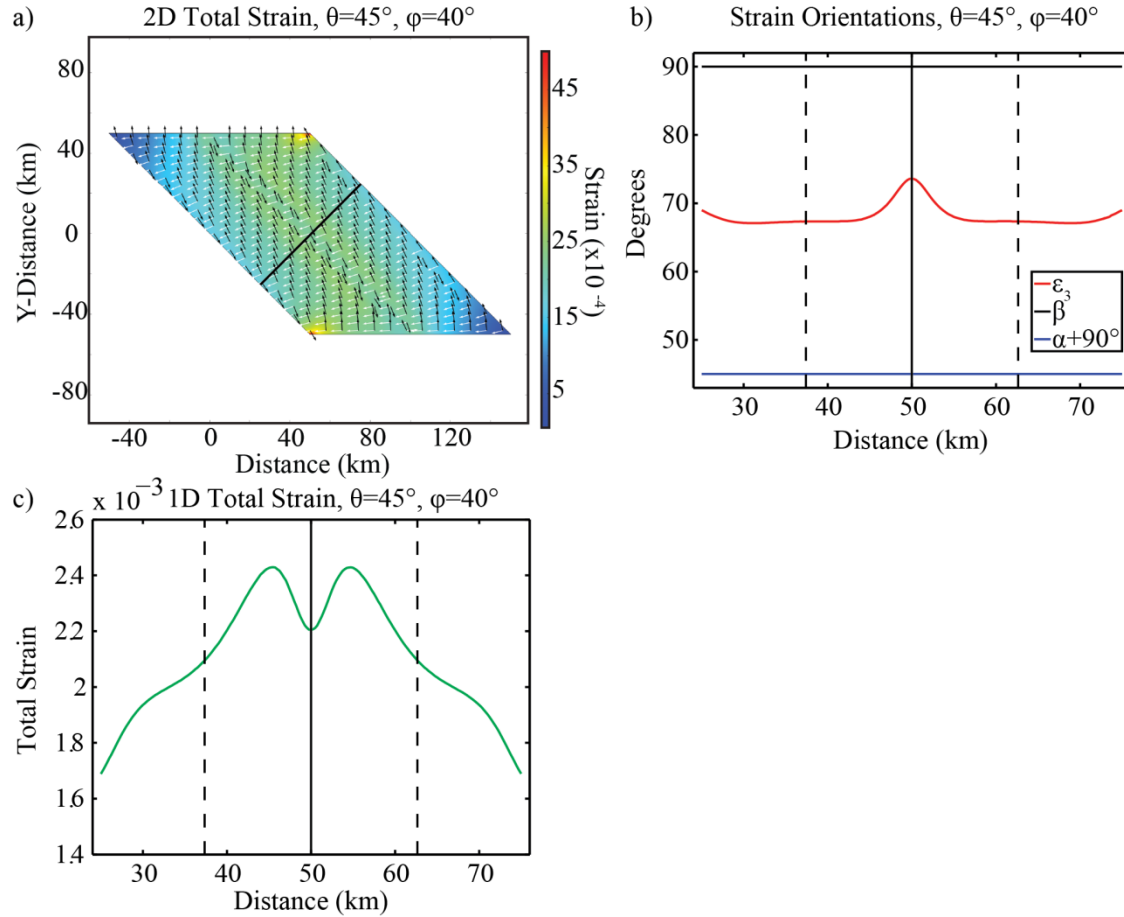 a) 2D Total Strain, θ=45°, φ=40°
80
40
0
-40
-80
Y-Distance (km)
-40 0 40 80 120
Distance (km)
45
35
25
15
5
Strain (x10⁻⁴)
b) Strain Orientations, θ=45°, φ=40°
90
80
70
60
50
Degrees
30 40 50 60 70
Distance (km)
ε₃
β
α+90°
c) x 10⁻³ 1D Total Strain, θ=45°, φ=40°
2.6
2.4
2.2
2
1.8
1.6
1.4
Total Strain
30 40 50 60 70
Distance (km)